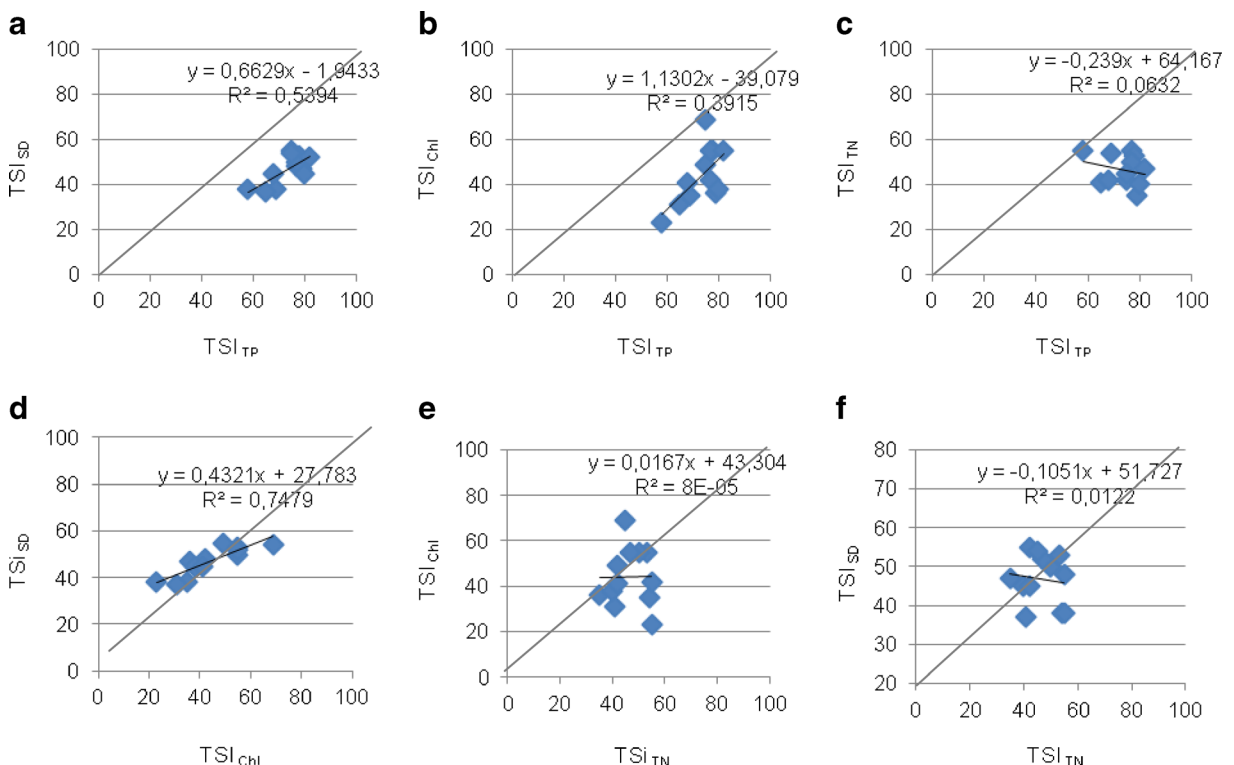 a
100
80
60
40
20
0
y = 0,6629x - 1,9433
R² = 0,5394
TSI SD
0 20 40 60 80 100
TSI TP
b
100
80
60
40
20
0
y = 1,1302x - 39,079
R² = 0,3915
TSI Chl
0 20 40 60 80 100
TSI TP
c
100
80
60
40
20
0
y = -0,239x + 64,167
R² = 0,0632
TSI TN
0 20 40 60 80 100
TSI TP
d
100
80
60
40
20
0
y = 0,4321x + 27,783
R² = 0,7479
TSi SD
0 20 40 60 80 100
TSI Chl
e
100
80
60
40
20
0
y = 0,0167x + 43,304
R² = 8E-05
TSI Chl
0 20 40 60 80 100
TSi TN
f
80
70
60
50
40
30
20
y = -0,1051x + 51,727
R² = 0,0122
TSI SD
0 20 40 60 80 100
TSI TN